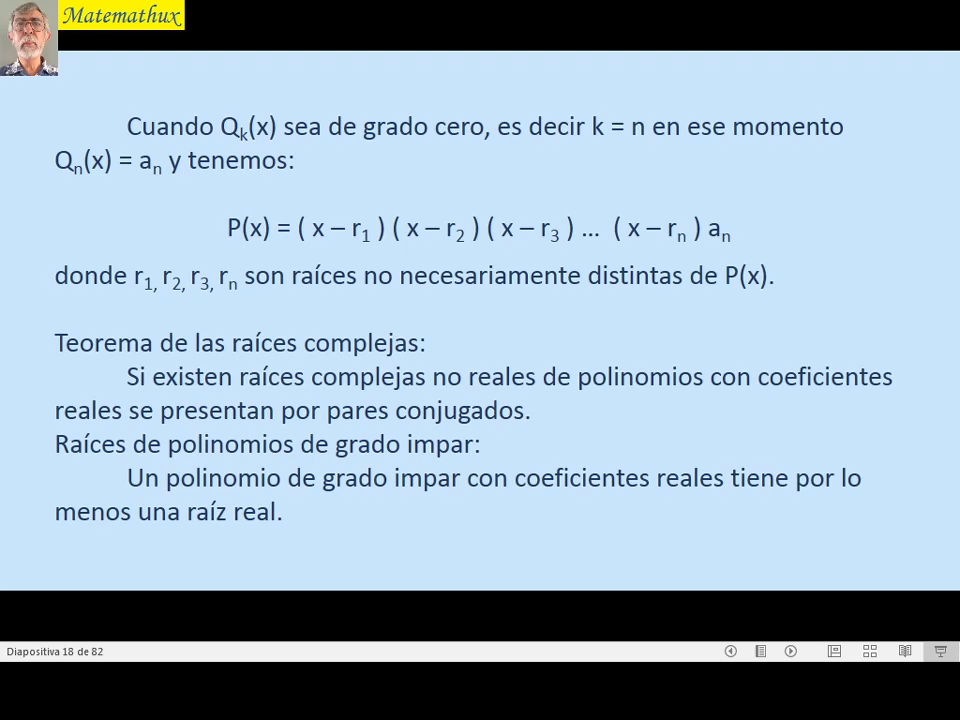 Matemathux
Cuando Qk(x) sea de grado cero, es decir k = n en ese momento
Qn(x) = an y tenemos:
P(x) = ( x – r1 ) ( x – r2 ) ( x – r3 ) ... ( x – rn ) an
donde r1, r2, r3, rn son raíces no necesariamente distintas de P(x).
Teorema de las raíces complejas:
Si existen raíces complejas no reales de polinomios con coeficientes
reales se presentan por pares conjugados.
Raíces de polinomios de grado impar:
Un polinomio de grado impar con coeficientes reales tiene por lo
menos una raíz real.
Diapositiva 18 de 82